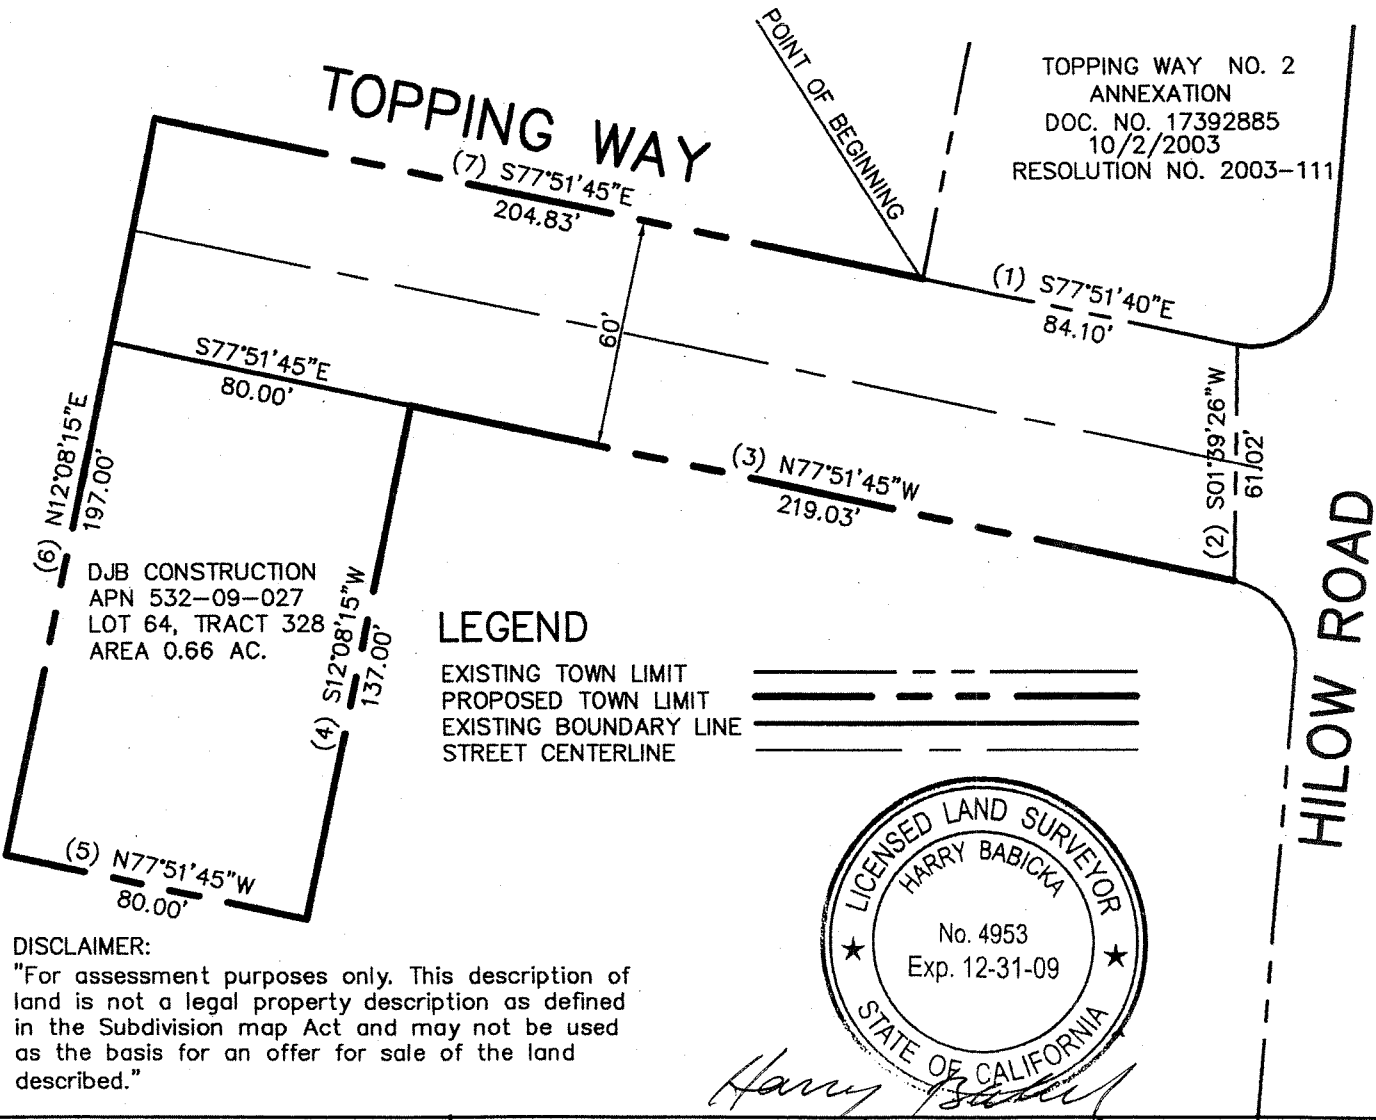 TOPPING WAY
POINT OF BEGINNING
TOPPING WAY NO. 2
ANNEXATION
DOC. NO. 17392885
10/2/2003
RESOLUTION NO. 2003-111
(7) S77°51'45"E
204.83'
(1) S77°51'40"E
84.10'
60'
S77°51'45"E
80.00'
(2) S01°39'26"W
61.02'
(3) N77°51'45"W
219.03'
(6) N12°08'15"E
197.00'
DJB CONSTRUCTION
APN 532-09-027
LOT 64, TRACT 328
AREA 0.66 AC.
(4) S12°08'15"W
137.00'
(5) N77°51'45"W
80.00'
HILOW ROAD
LEGEND
EXISTING TOWN LIMIT
PROPOSED TOWN LIMIT
EXISTING BOUNDARY LINE
STREET CENTERLINE
LICENSED LAND SURVEYOR
HARRY BABICKA
No. 4953
Exp. 12-31-09
STATE OF CALIFORNIA
DISCLAIMER:
"For assessment purposes only. This description of
land is not a legal property description as defined
in the Subdivision map Act and may not be used
as the basis for an offer for sale of the land
described."
Harry